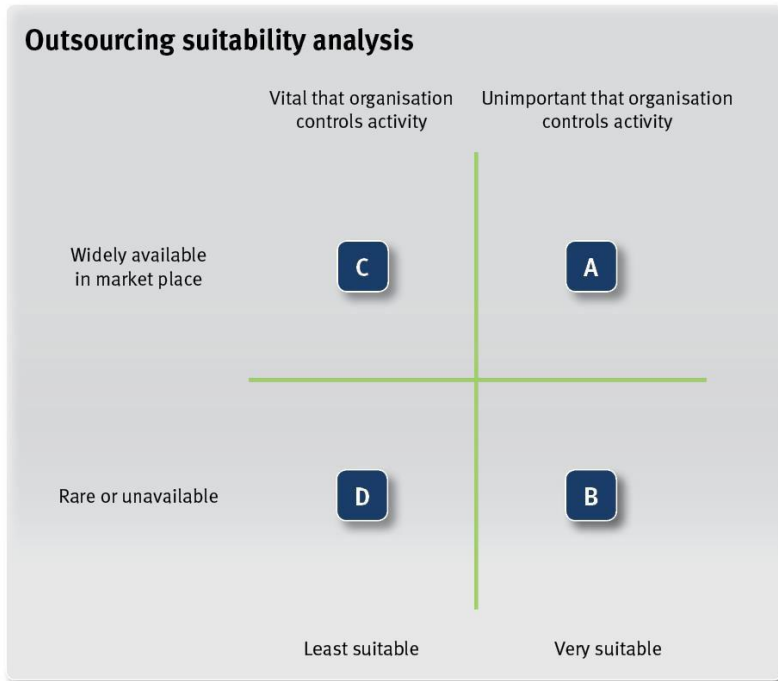 Outsourcing suitability analysis
Vital that organisation
controls activity
Unimportant that organisation
controls activity
Widely available
in market place
C
A
Rare or unavailable
D
B
Least suitable
Very suitable